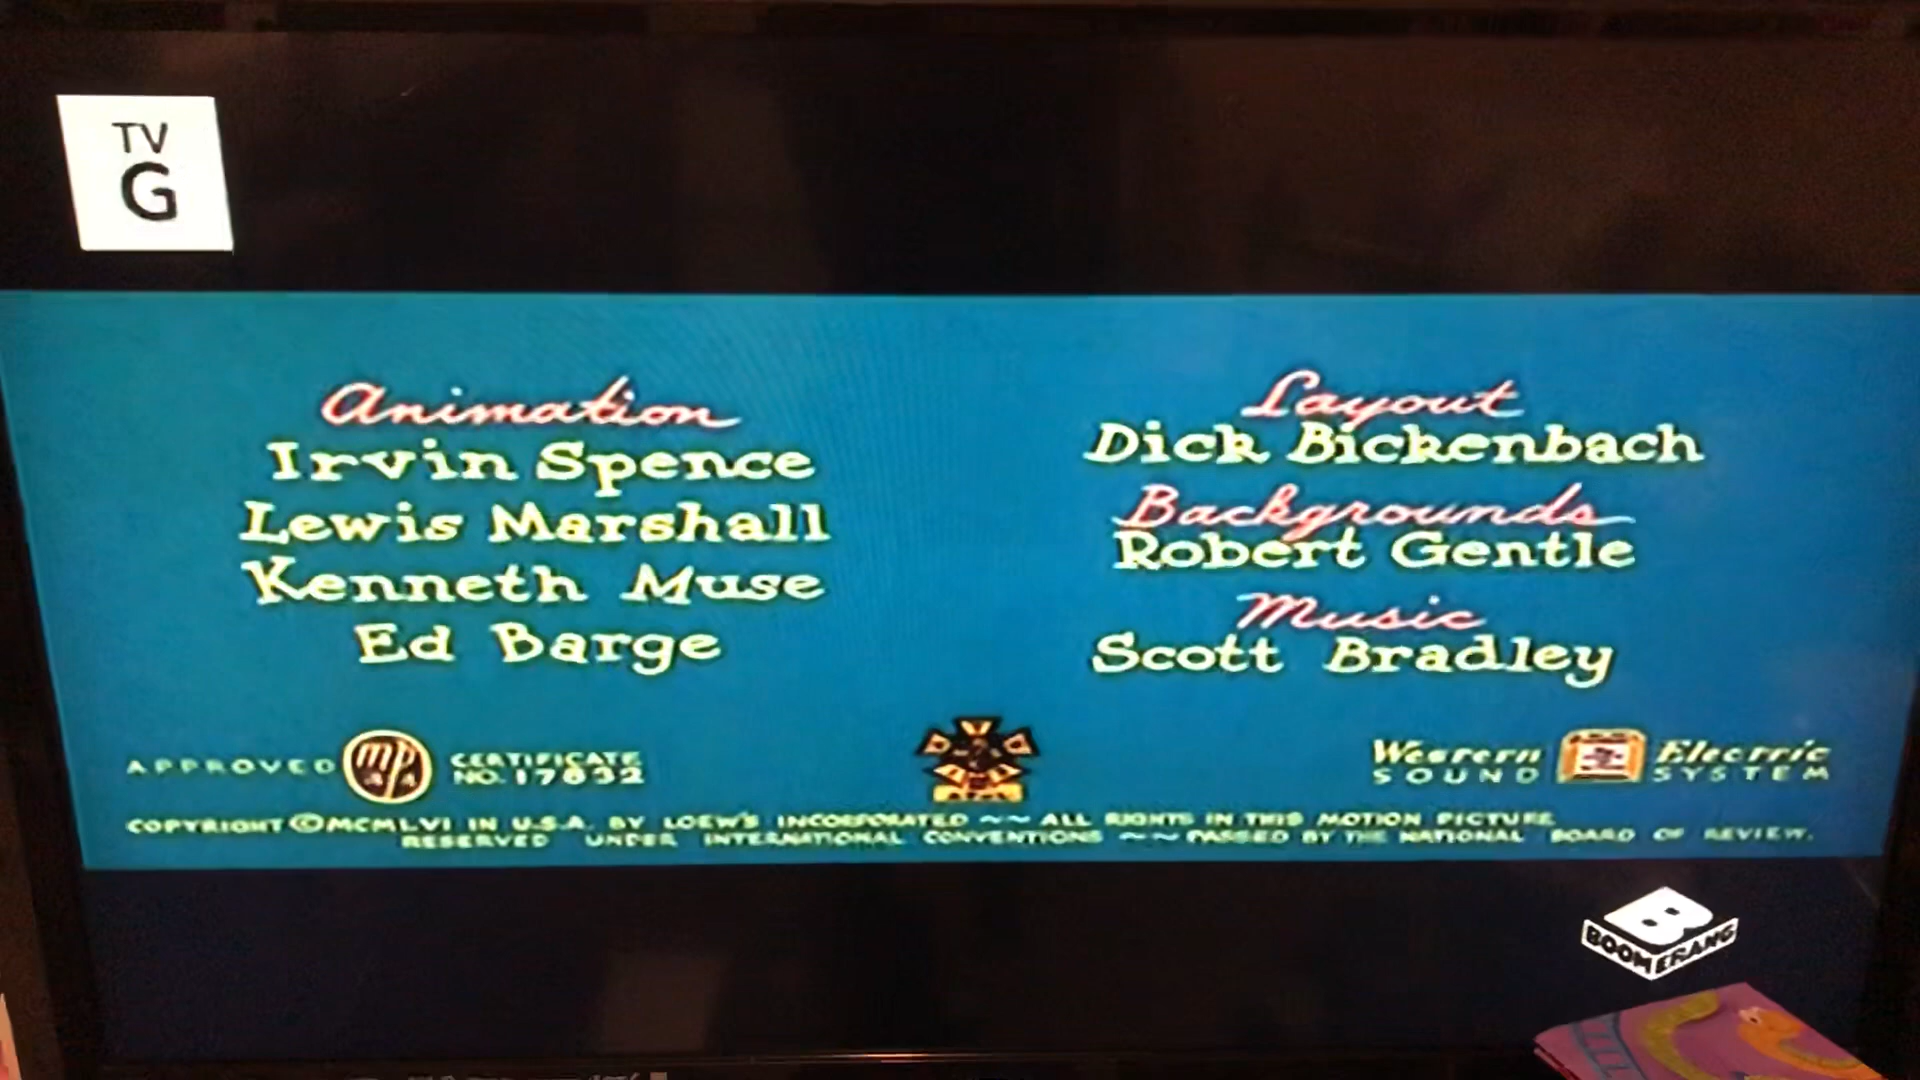 TV
G
Animation
Irvin Spence
Lewis Marshall
Kenneth Muse
Ed Barge
Layout
Dick Bickenbach
Backgrounds
Robert Gentle
Music
Scott Bradley
APPROVED MPAA CERTIFICATE
NO. 17832
Western Electric
SOUND SYSTEM
COPYRIGHT © MCMLVI IN U.S.A. BY LOEW'S INCORPORATED ~~ ALL RIGHTS IN THIS MOTION PICTURE
RESERVED UNDER INTERNATIONAL CONVENTIONS ~~ PASSED BY THE NATIONAL BOARD OF REVIEW.
B
BOOMERANG